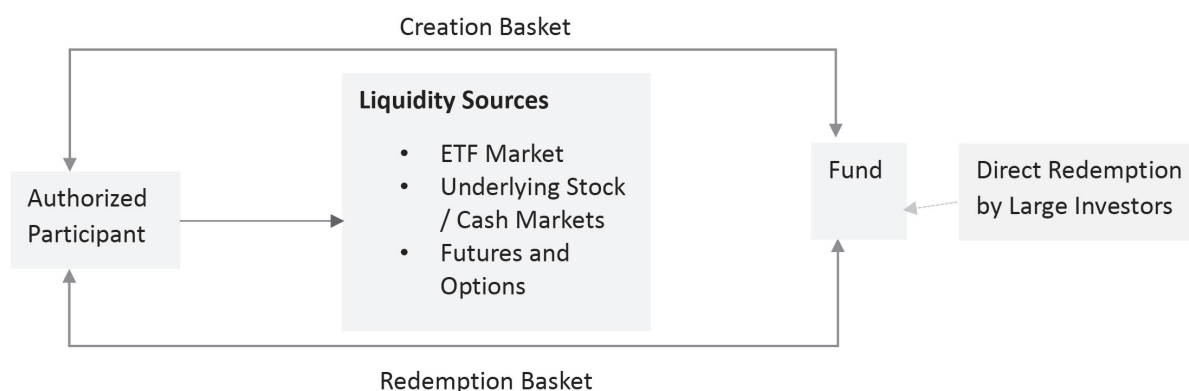 Creation Basket
Liquidity Sources
• ETF Market
• Underlying Stock
/ Cash Markets
• Futures and
Options
Authorized
Participant
Fund
Direct Redemption
by Large Investors
Redemption Basket